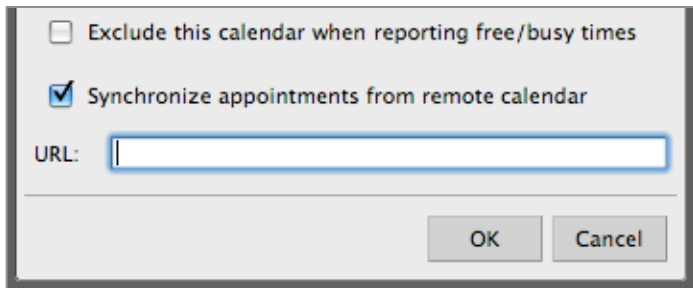 Exclude this calendar when reporting free/busy times
Synchronize appointments from remote calendar
URL:
OK Cancel